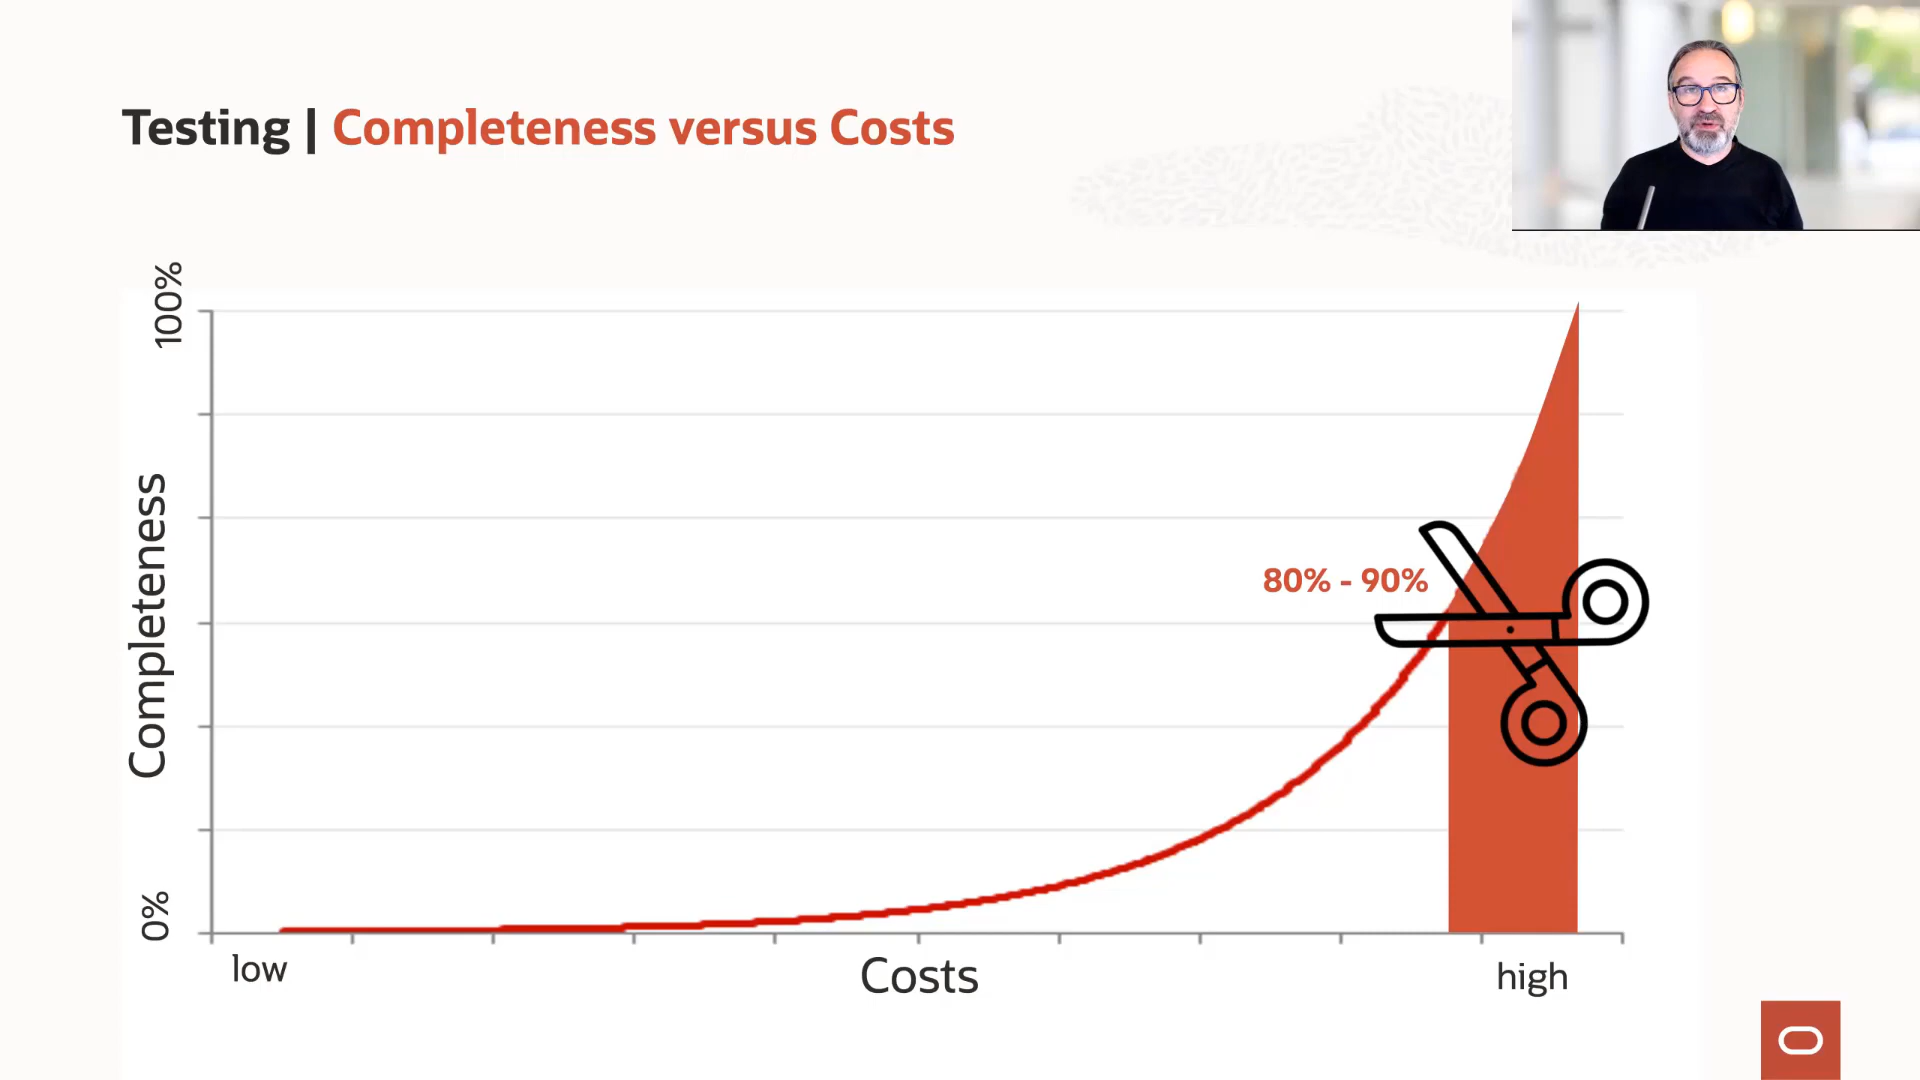 Testing | Completeness versus Costs
100%
Completeness
80% - 90%
0%
low
Costs
high